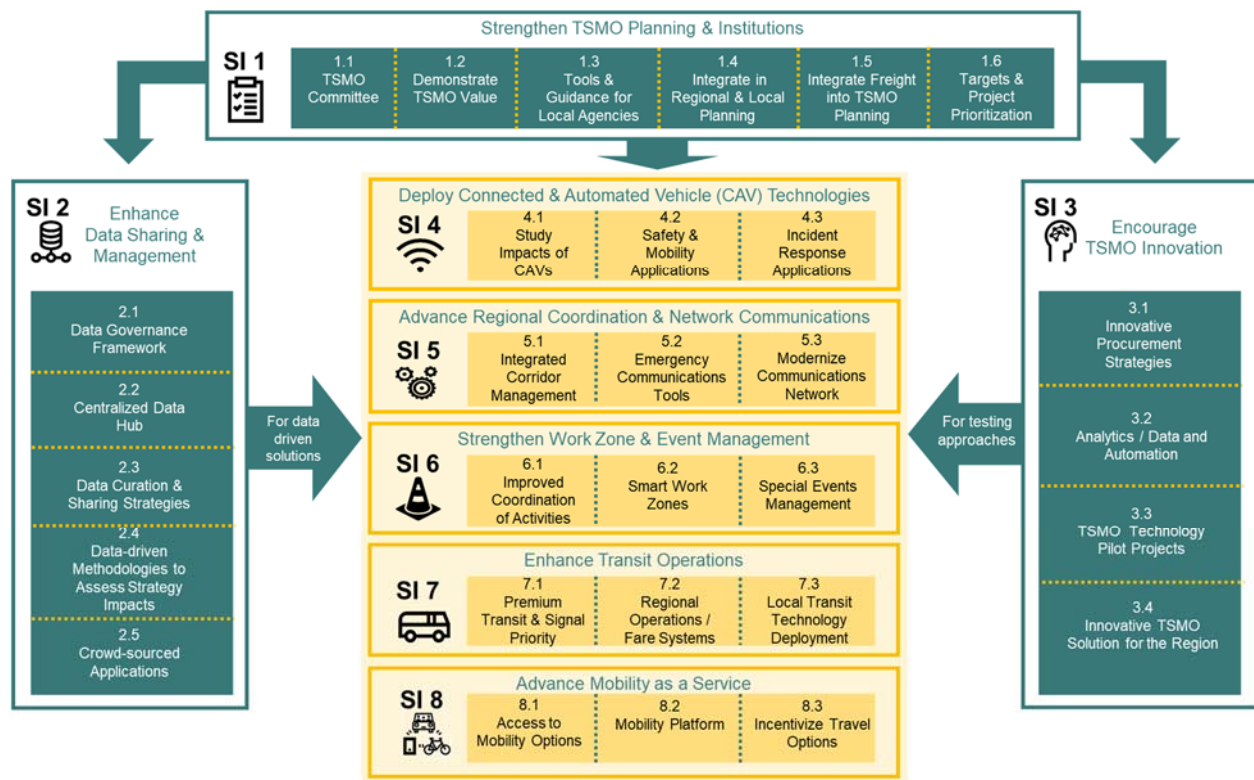 Strengthen TSMO Planning & Institutions
SI 1
1.1
TSMO
Committee
1.2
Demonstrate
TSMO Value
1.3
Tools &
Guidance for
Local Agencies
1.4
Integrate in
Regional & Local
Planning
1.5
Integrate Freight
into TSMO
Planning
1.6
Targets &
Project
Prioritization
SI 2
Enhance
Data Sharing &
Management
2.1
Data Governance
Framework
2.2
Centralized Data
Hub
2.3
Data Curation &
Sharing Strategies
2.4
Data-driven
Methodologies to
Assess Strategy
Impacts
2.5
Crowd-sourced
Applications
For data
driven
solutions
Deploy Connected & Automated Vehicle (CAV) Technologies
SI 4
4.1
Study
Impacts of
CAVs
4.2
Safety &
Mobility
Applications
4.3
Incident
Response
Applications
Advance Regional Coordination & Network Communications
SI 5
5.1
Integrated
Corridor
Management
5.2
Emergency
Communications
Tools
5.3
Modernize
Communications
Network
Strengthen Work Zone & Event Management
SI 6
6.1
Improved
Coordination
of Activities
6.2
Smart Work
Zones
6.3
Special Events
Management
Enhance Transit Operations
SI 7
7.1
Premium
Transit & Signal
Priority
7.2
Regional
Operations /
Fare Systems
7.3
Local Transit
Technology
Deployment
Advance Mobility as a Service
SI 8
8.1
Access to
Mobility Options
8.2
Mobility Platform
8.3
Incentivize Travel
Options
For testing
approaches
SI 3
Encourage
TSMO Innovation
3.1
Innovative
Procurement
Strategies
3.2
Analytics / Data and
Automation
3.3
TSMO Technology
Pilot Projects
3.4
Innovative TSMO
Solution for the Region